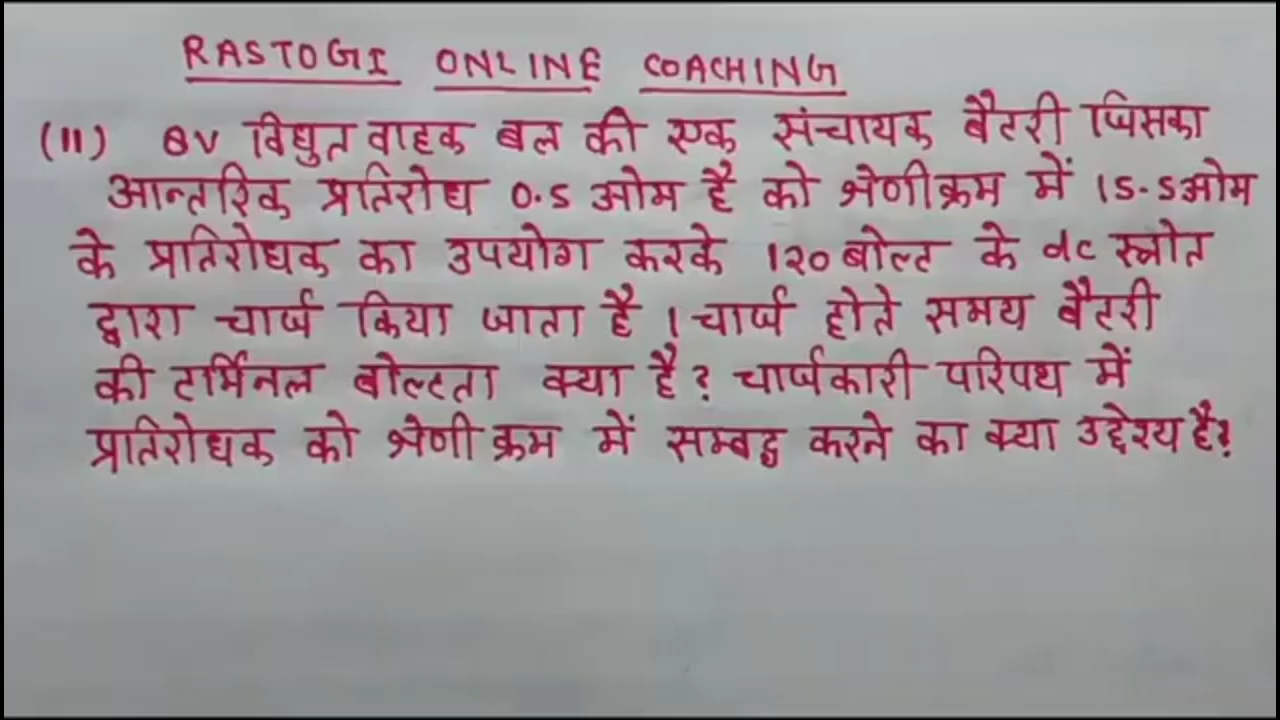 RASTOGI ONLINE COACHING
(11) 8V विद्युत वाहक बल की एक संचायक बैटरी जिसका
आन्तरिक प्रतिरोध 0.5 ओम है को श्रेणीक्रम में 15.5ओम
के प्रतिरोधक का उपयोग करके 120 बोल्ट के dc स्त्रोत
द्वारा चार्ज किया जाता है । चार्ज होते समय बैटरी
की टर्मिनल बोल्टता क्या है? चार्जकारी परिपथ में
प्रतिरोधक को श्रेणी क्रम में सम्बद्ध करने का क्या उद्देश्य है?